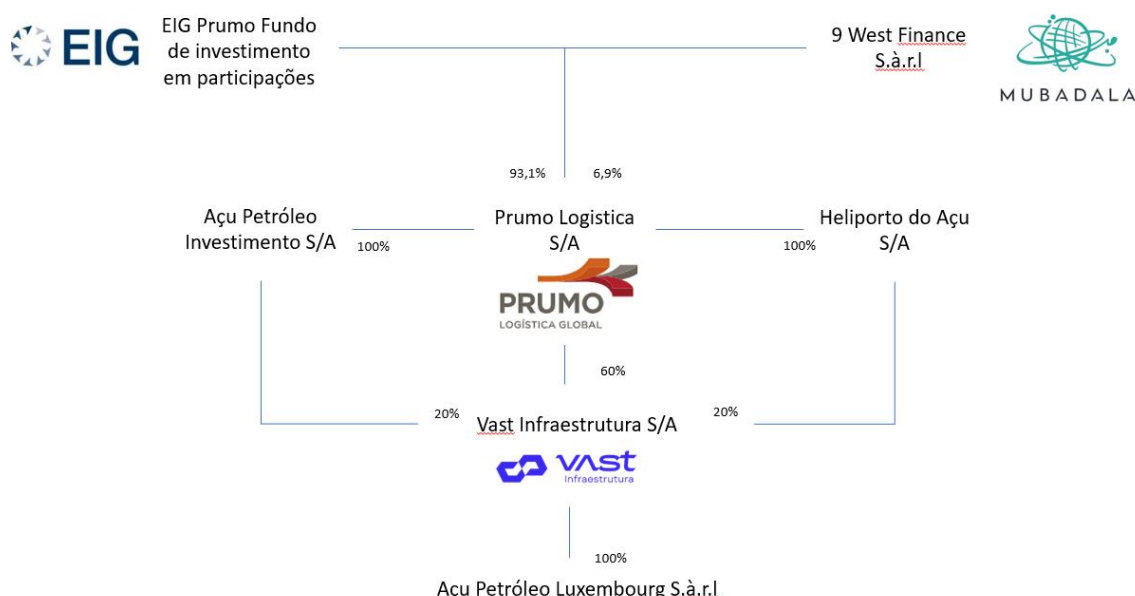 EIG
EIG Prumo Fundo
de investimento
em participações
9 West Finance
S.à.r.l
MUBADALA
93,1%
6,9%
Açu Petróleo
Investimento S/A
100%
Prumo Logistica
S/A
100%
Heliporto do Açu
S/A
PRUMO
LOGÍSTICA GLOBAL
60%
20%
Vast Infraestrutura S/A
20%
VAST
Infraestrutura
100%
Açu Petróleo Luxembourg S.à.r.l